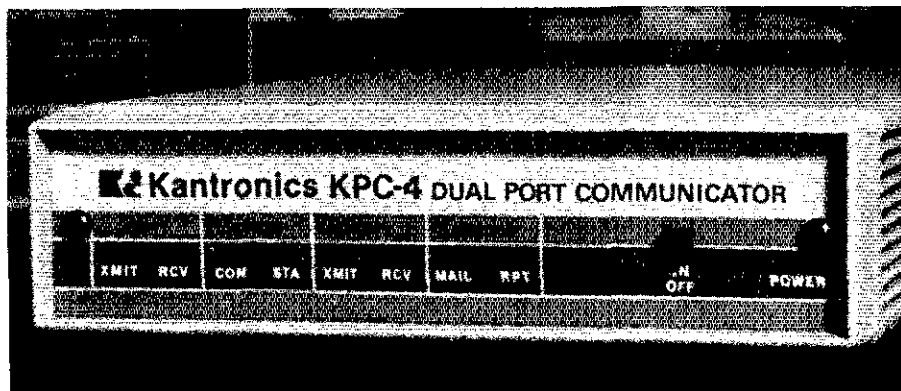 Kantronics KPC-4 DUAL PORT COMMUNICATOR
XMIT RCV CON STA XMIT RCV MAIL RPT
OFF POWER